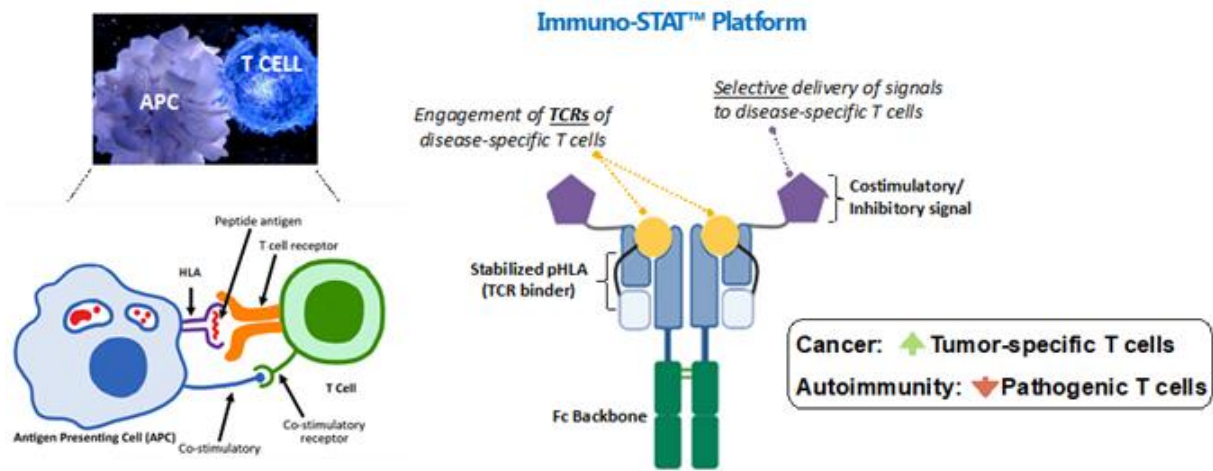 Immuno-STAT™ Platform
APC
T CELL
Engagement of TCRs of
disease-specific T cells
Selective delivery of signals
to disease-specific T cells
Peptide antigen
T cell receptor
HLA
T Cell
Antigen Presenting Cell (APC)
Co-stimulatory
Co-stimulatory
receptor
Costimulatory/
Inhibitory signal
Stabilized pHLA
(TCR binder)
Fc Backbone
Cancer: Tumor-specific T cells
Autoimmunity: Pathogenic T cells